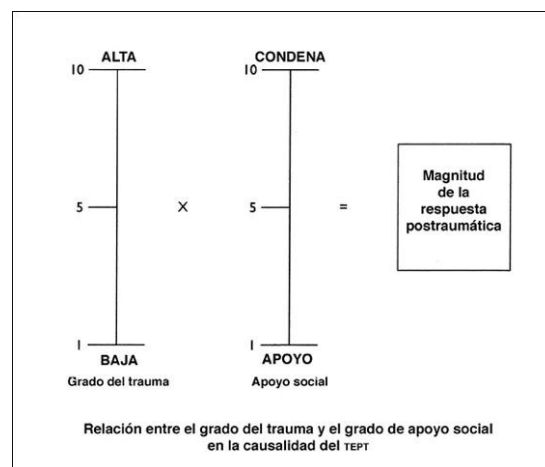 ALTA
CONDENA
10
10
5
×
5
=
Magnitud
de la
respuesta
postraumática
1
1
BAJA
APOYO
Grado del trauma
Apoyo social
Relación entre el grado del trauma y el grado de apoyo social
en la causalidad del TEPT